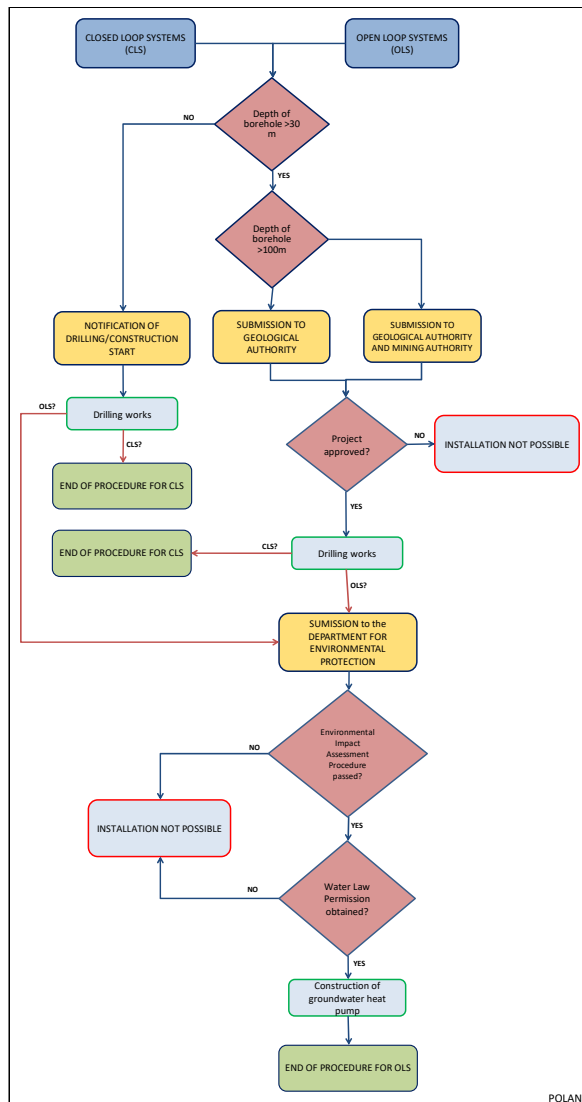 CLOSED LOOP SYSTEMS
(CLS)
OPEN LOOP SYSTEMS
(OLS)
Depth of
borehole >30
m
NO
YES
Depth of
borehole
>100m
NOTIFICATION OF
DRILLING/CONSTRUCTION
START
SUBMISSION TO
GEOLOGICAL
AUTHORITY
SUBMISSION TO
GEOLOGICAL AUTHORITY
AND MINING AUTHORITY
OLS?
Drilling works
CLS?
Project
approved?
NO
INSTALLATION NOT POSSIBLE
END OF PROCEDURE FOR CLS
YES
END OF PROCEDURE FOR CLS
CLS?
Drilling works
OLS?
SUMISSION to the
DEPARTMENT FOR
ENVIRONMENTAL
PROTECTION
Environmental
Impact
Assessment
Procedure
passed?
NO
INSTALLATION NOT POSSIBLE
YES
Water Law
Permission
obtained?
NO
YES
Construction of
groundwater heat
pump
END OF PROCEDURE FOR OLS
POLAN